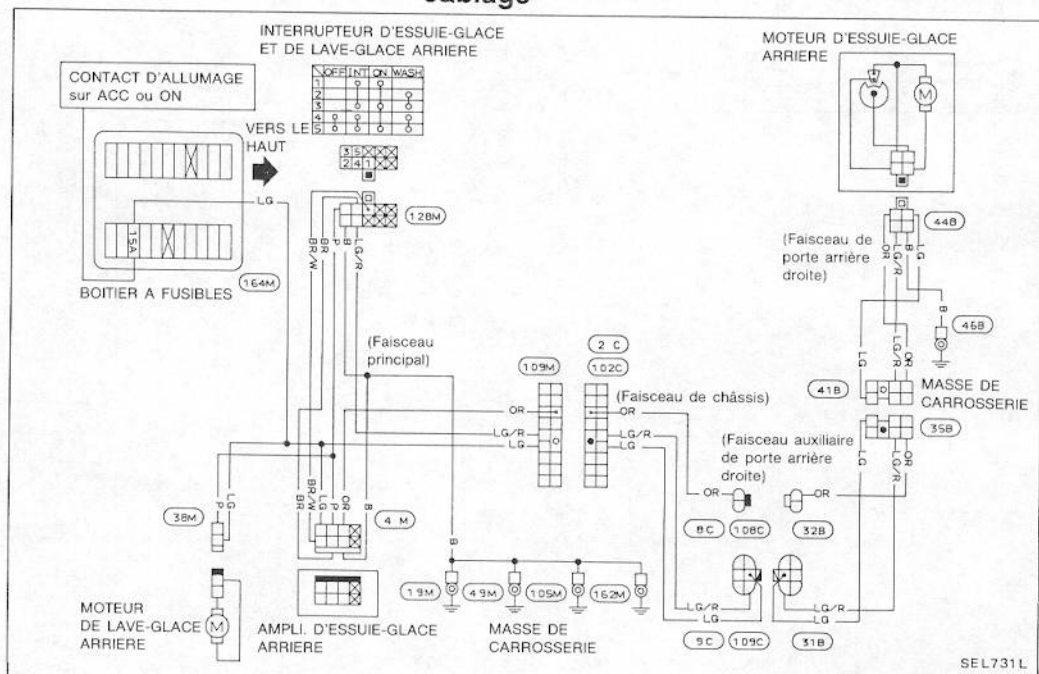 INTERRUPTEUR D'ESSUIE-GLACE
ET DE LAVE-GLACE ARRIERE
MOTEUR D'ESSUIE-GLACE
ARRIERE
CONTACT D'ALLUMAGE
sur ACC ou ON
OFF INT ON WASH
1
2
3
4
5
VERS LE
HAUT
3 5
2 4 1
M
LG
15A
BOITIER A FUSIBLES
164M
128M
BR/W
BR
P
B
LG/R
44B
(Faisceau de
porte arrière
droite)
OR
LG/R
B
LG
B
46B
(Faisceau
principal)
2 C
109M
102C
(Faisceau de châssis)
LG
LG/R
OR
41B
MASSE DE
CARROSSERIE
35B
OR
LG/R
LG
OR
LG/R
LG
(Faisceau auxiliaire
de porte arrière
droite)
LG
LG/R
OR
P
LG
38M
BR
BR/W
LG
P
OR
B
4 M
B
OR
OR
8C
108C
32B
19M
49M
105M
162M
LG/R
LG
LG/R
LG
9C
109C
31B
MOTEUR
DE LAVE-GLACE
ARRIERE
M
AMPLI. D'ESSUIE-GLACE
ARRIERE
MASSE DE
CARROSSERIE
SEL731L